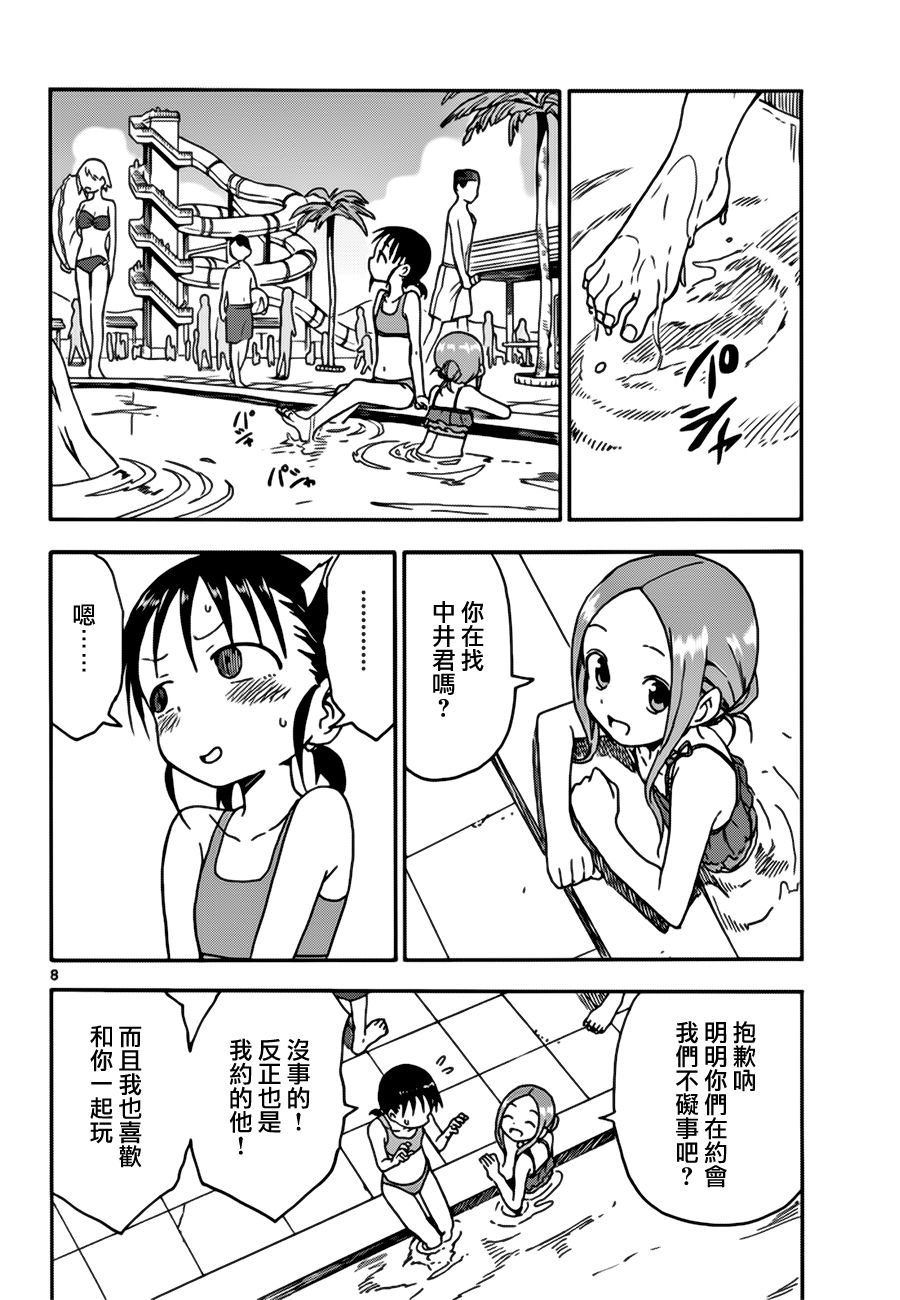 パシャ
パシャ
パシャ
你在找
中井君嗎？
………
嗯……
8
抱歉吶
明明你們在約會
我們不礙事吧？
沒事的！
反正也是
我約的他！
而且我也喜歡
和你一起玩